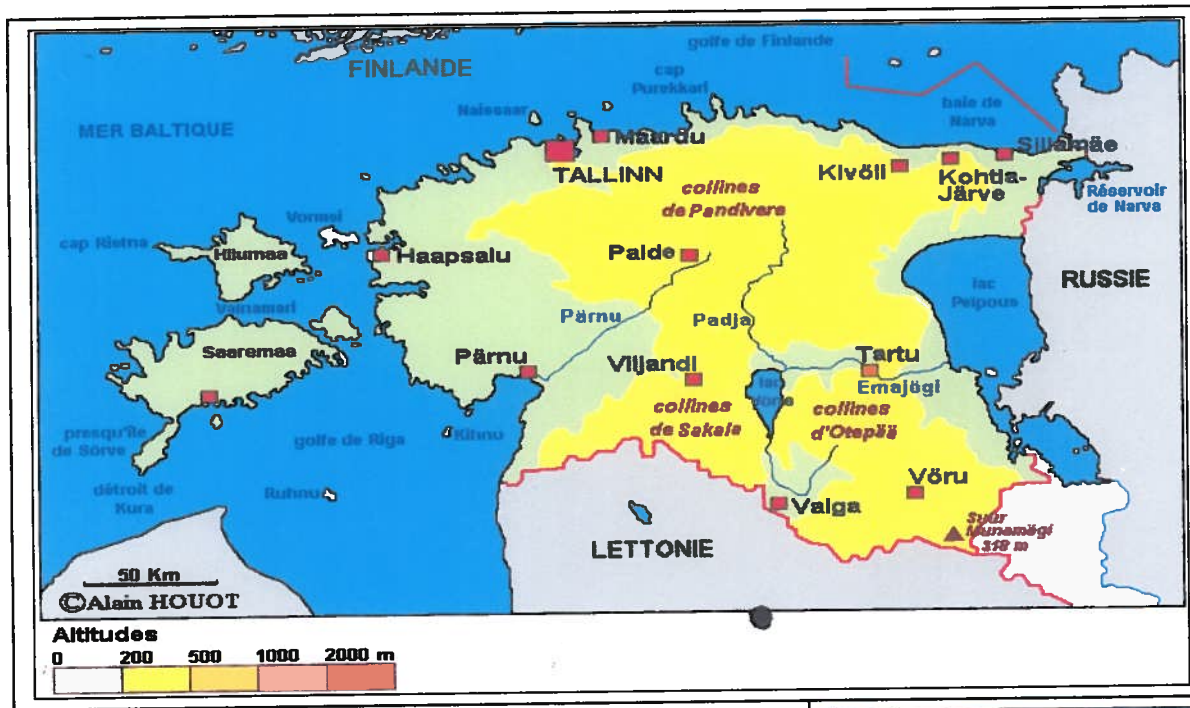 golfe de Finlande
FINLANDE
cap
Purekkari
Naissaar
baie de
Narva
MER BALTIQUE
Maardu
TALLINN
Sillamäe
Kivõli
Kohtla-
Järve
collines
de Pandivere
Réservoir
de Narva
Vormsi
cap Ristna
Hiiumaa
Haapsalu
Paide
RUSSIE
lac
Peipous
Vainameri
Pärnu
Padja
Saaremaa
Pärnu
Viljandi
Tartu
Emajõgi
lac
collines
de Sakala
collines
d'Otepää
presqu'île
de Sõrve
golfe de Riga
Kihnu
détroit de
Kura
Ruhnu
Võru
Valga
Suur
Munamägi
318 m
LETTONIE
50 Km
©Alain HOUOT
Altitudes
0 200 500 1000 2000 m